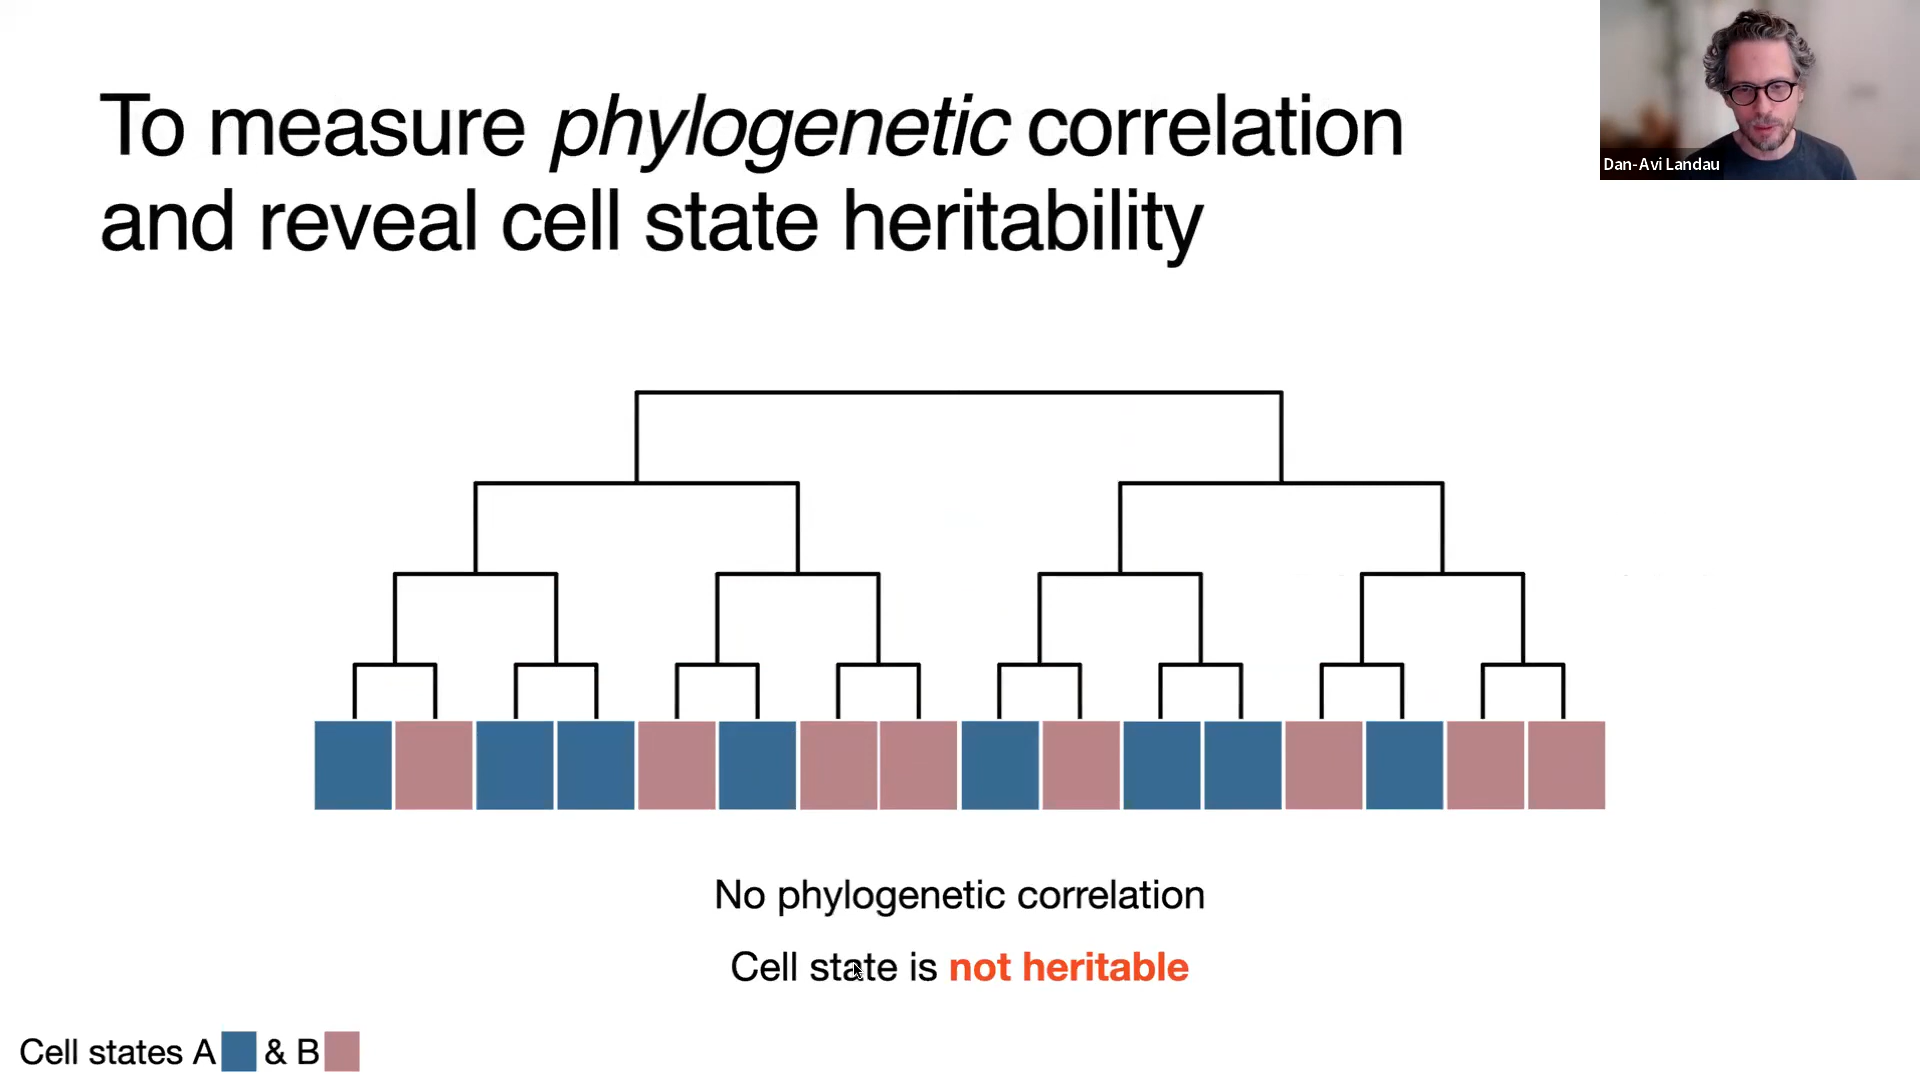 To measure phylogenetic correlation
and reveal cell state heritability
Dan-Avi Landau
No phylogenetic correlation
Cell state is not heritable
Cell states A & B